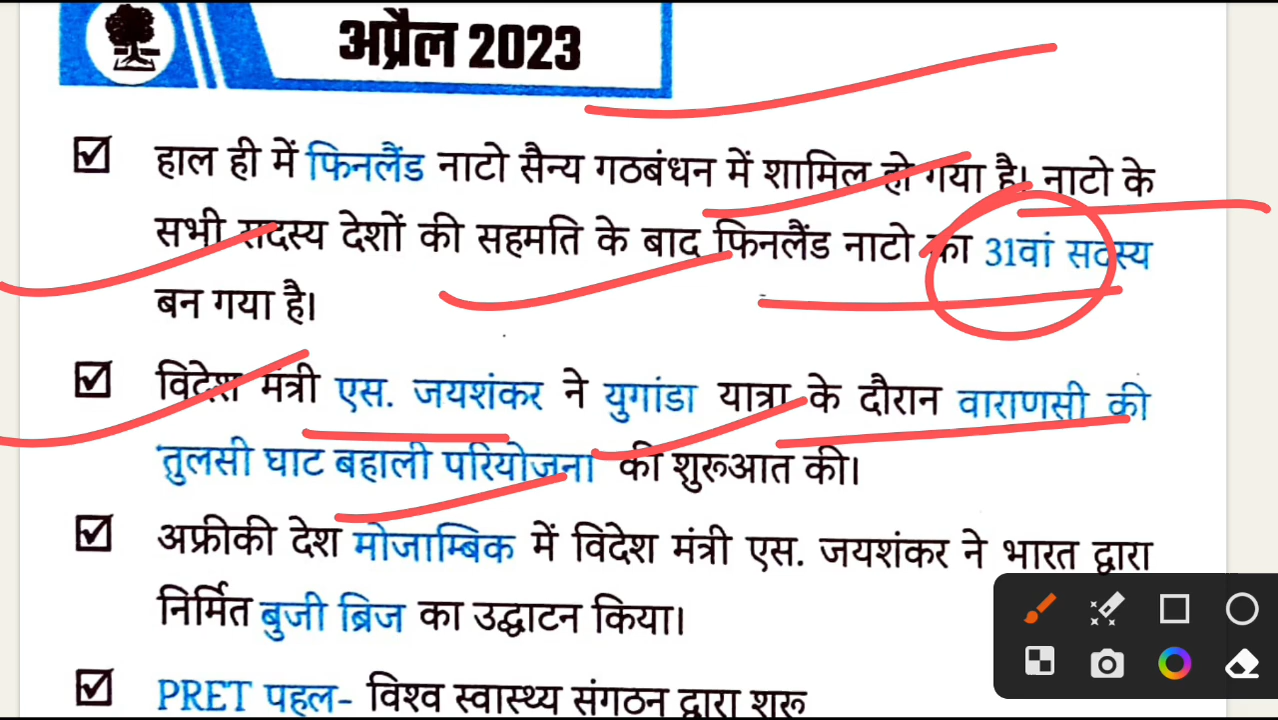 अप्रैल 2023
हाल ही में फिनलैंड नाटो सैन्य गठबंधन में शामिल हो गया है। नाटो के
सभी सदस्य देशों की सहमति के बाद फिनलैंड नाटो का 31वां सदस्य
बन गया है।
विदेश मंत्री एस. जयशंकर ने युगांडा यात्रा के दौरान वाराणसी की
तुलसी घाट बहाली परियोजना की शुरूआत की।
अफ्रीकी देश मोजाम्बिक में विदेश मंत्री एस. जयशंकर ने भारत द्वारा
निर्मित बुजी ब्रिज का उद्घाटन किया।
PRET पहल- विश्व स्वास्थ्य संगठन द्वारा शुरू